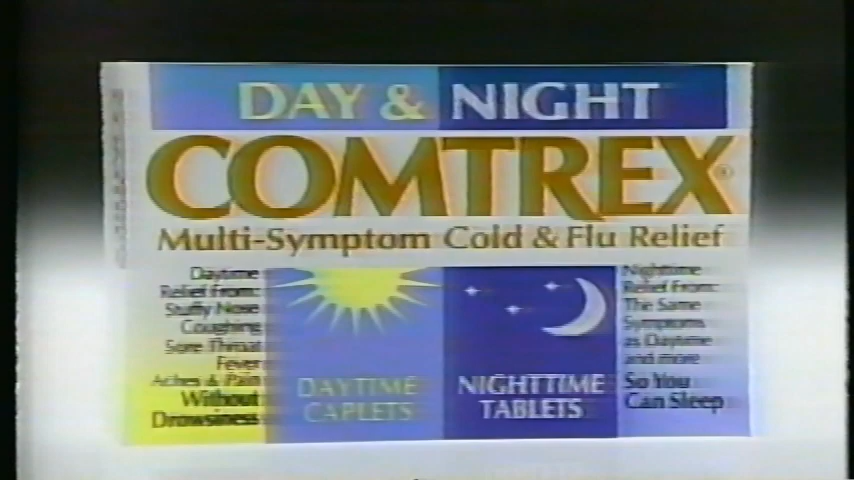 DAY & NIGHT
COMTREX®
Multi-Symptom Cold & Flu Relief
Daytime
Relief From:
Stuffy Nose
Coughing
Sore Throat
Fever
Aches & Pain
Without
Drowsiness
DAYTIME
CAPLETS
NIGHTTIME
TABLETS
Nighttime
Relief From:
The Same
Symptoms
as Daytime
and more
So You
Can Sleep